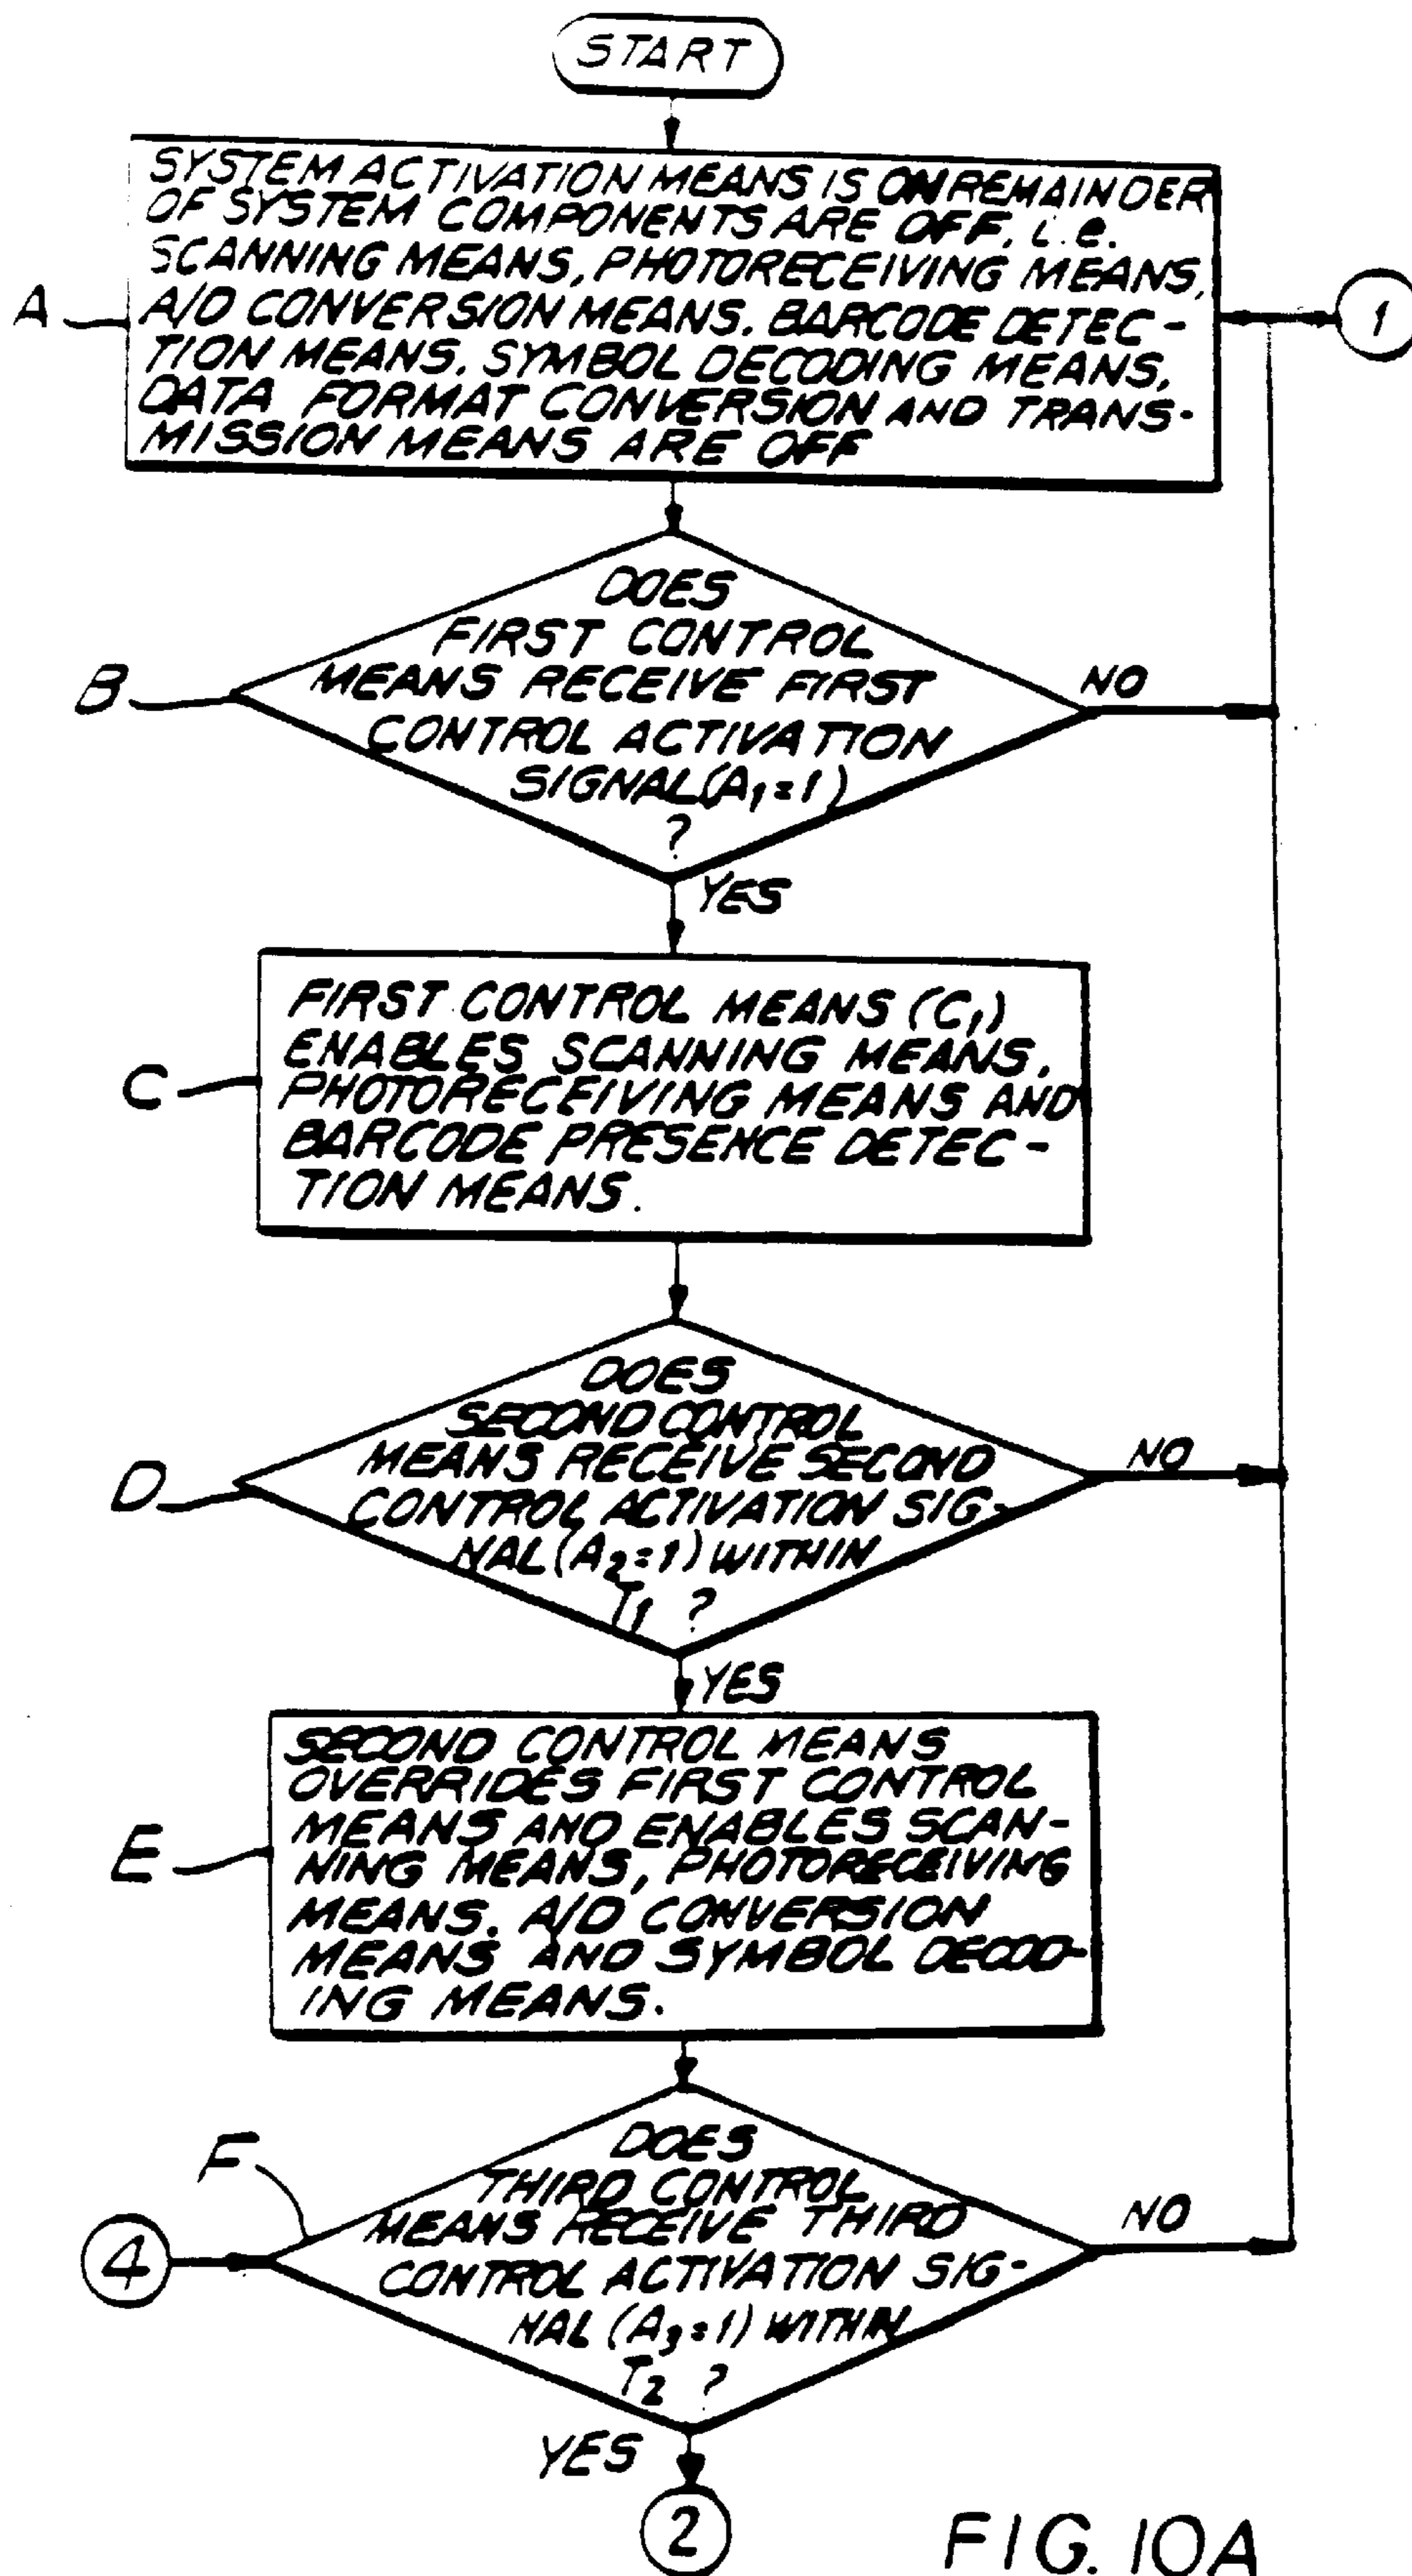 START
SYSTEM ACTIVATION MEANS IS ON REMAINDER
OF SYSTEM COMPONENTS ARE OFF, i.e.
SCANNING MEANS, PHOTORECEIVING MEANS,
A/D CONVERSION MEANS. BARCODE DETEC-
TION MEANS. SYMBOL DECODING MEANS,
DATA FORMAT CONVERSION AND TRANS-
MISSION MEANS ARE OFF
A
1
DOES
FIRST CONTROL
MEANS RECEIVE FIRST
CONTROL ACTIVATION
SIGNAL (A₁=1)
?
B
NO
YES
FIRST CONTROL MEANS (C₁)
ENABLES SCANNING MEANS.
PHOTORECEIVING MEANS AND
BARCODE PRESENCE DETEC-
TION MEANS.
C
DOES
SECOND CONTROL
MEANS RECEIVE SECOND
CONTROL ACTIVATION SIG-
NAL (A₂=1) WITHIN
T₁ ?
D
NO
YES
SECOND CONTROL MEANS
OVERRIDES FIRST CONTROL
MEANS AND ENABLES SCAN-
NING MEANS, PHOTORECEIVING
MEANS. A/D CONVERSION
MEANS AND SYMBOL DECOD-
ING MEANS.
E
F
DOES
THIRD CONTROL
MEANS RECEIVE THIRD
CONTROL ACTIVATION SIG-
NAL (A₃=1) WITHIN
T₂ ?
4
NO
YES
2
FIG. 10A